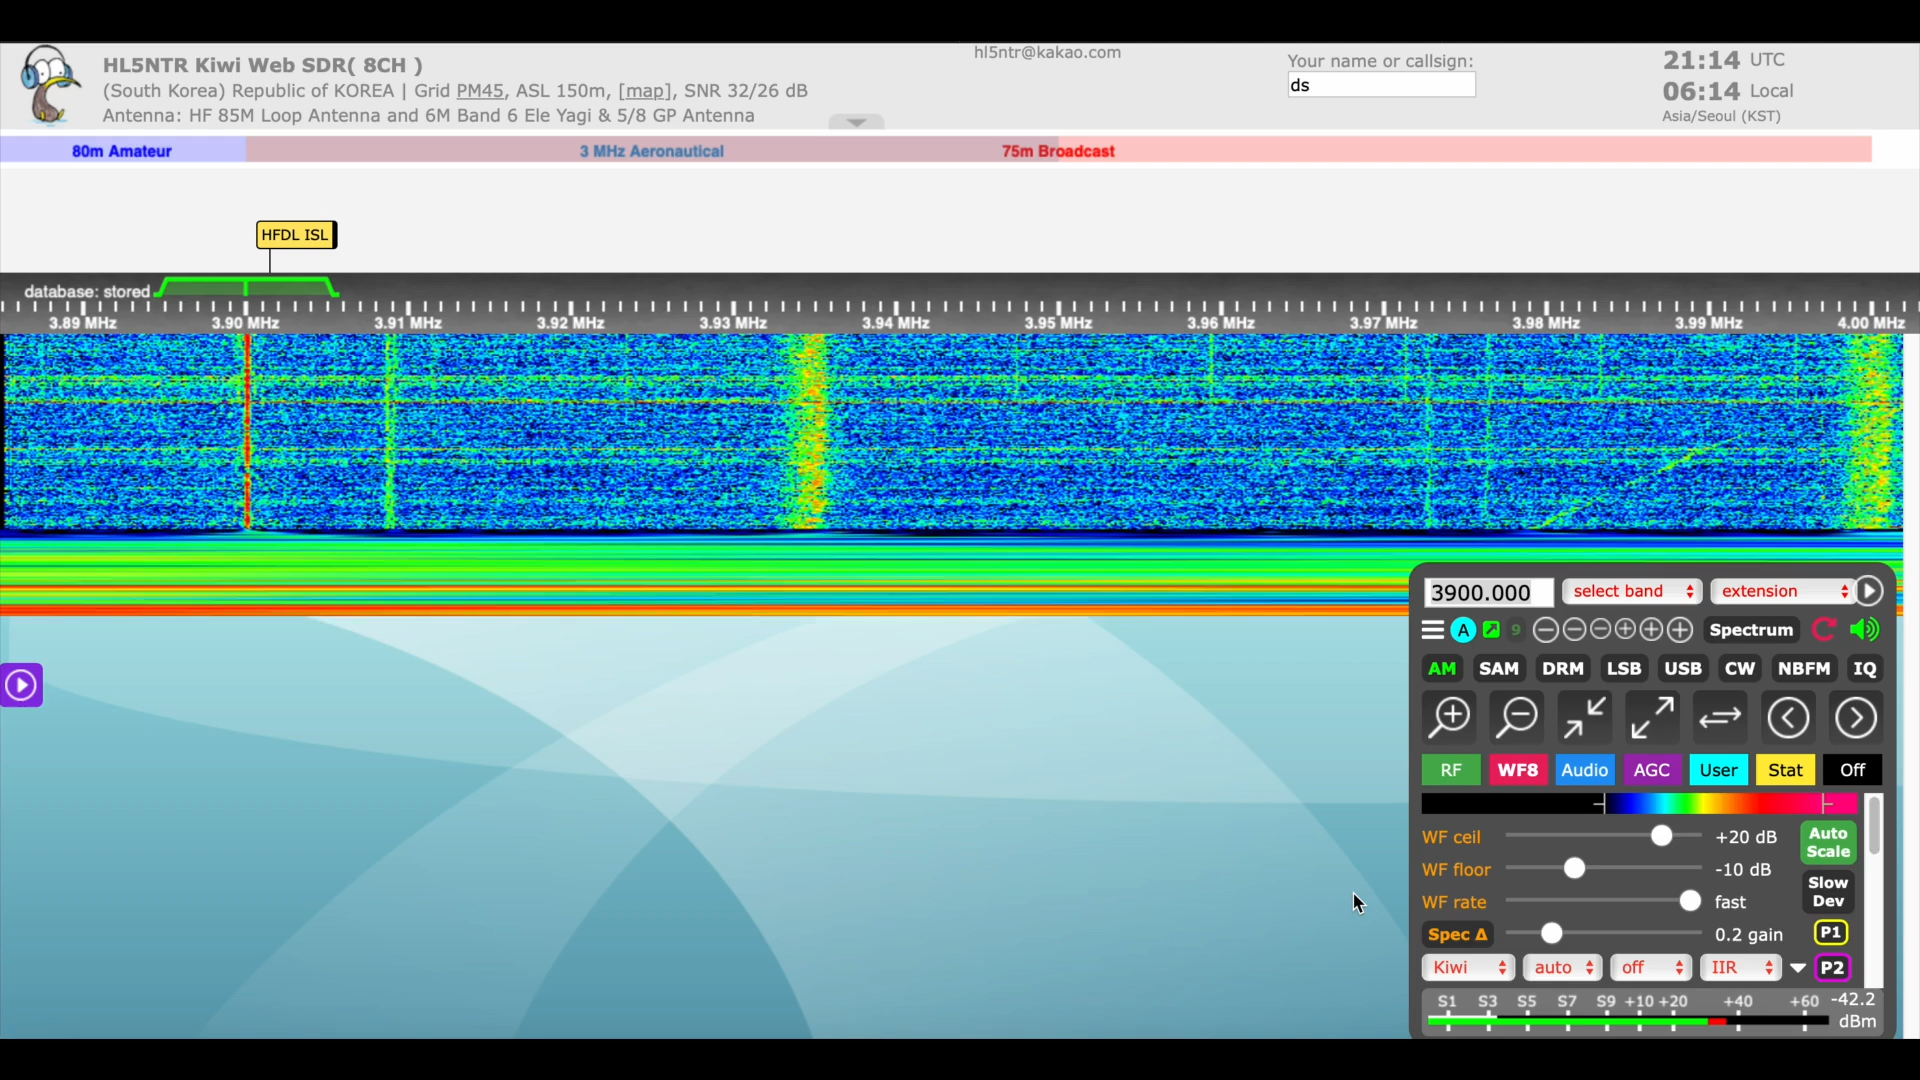 HL5NTR Kiwi Web SDR( 8CH )
(South Korea) Republic of KOREA | Grid PM45, ASL 150m, [map], SNR 32/26 dB
Antenna: HF 85M Loop Antenna and 6M Band 6 Ele Yagi & 5/8 GP Antenna
hl5ntr@kakao.com
Your name or callsign:
ds
21:14 UTC
06:14 Local
Asia/Seoul (KST)
80m Amateur 3 MHz Aeronautical 75m Broadcast
HFDL ISL
database: stored
3.89 MHz 3.90 MHz 3.91 MHz 3.92 MHz 3.93 MHz 3.94 MHz 3.95 MHz 3.96 MHz 3.97 MHz 3.98 MHz 3.99 MHz 4.00 MHz
3900.000 select band extension
A 9 Spectrum
AM SAM DRM LSB USB CW NBFM IQ
RF WF8 Audio AGC User Stat Off
WF ceil +20 dB Auto Scale
WF floor -10 dB
WF rate fast Slow Dev
Spec Δ 0.2 gain P1
Kiwi auto off IIR P2
S1 S3 S5 S7 S9 +10 +20 +40 +60 -42.2 dBm